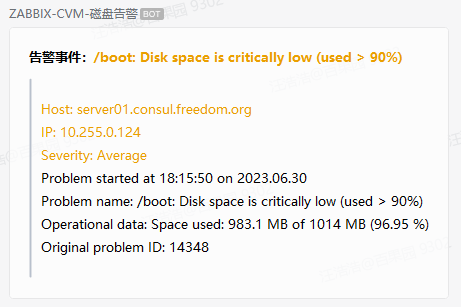 ZABBIX-CVM-磁盘告警 BOT
告警事件：/boot: Disk space is critically low (used > 90%)
Host: server01.consul.freedom.org
IP: 10.255.0.124
Severity: Average
Problem started at 18:15:50 on 2023.06.30
Problem name: /boot: Disk space is critically low (used > 90%)
Operational data: Space used: 983.1 MB of 1014 MB (96.95 %)
Original problem ID: 14348